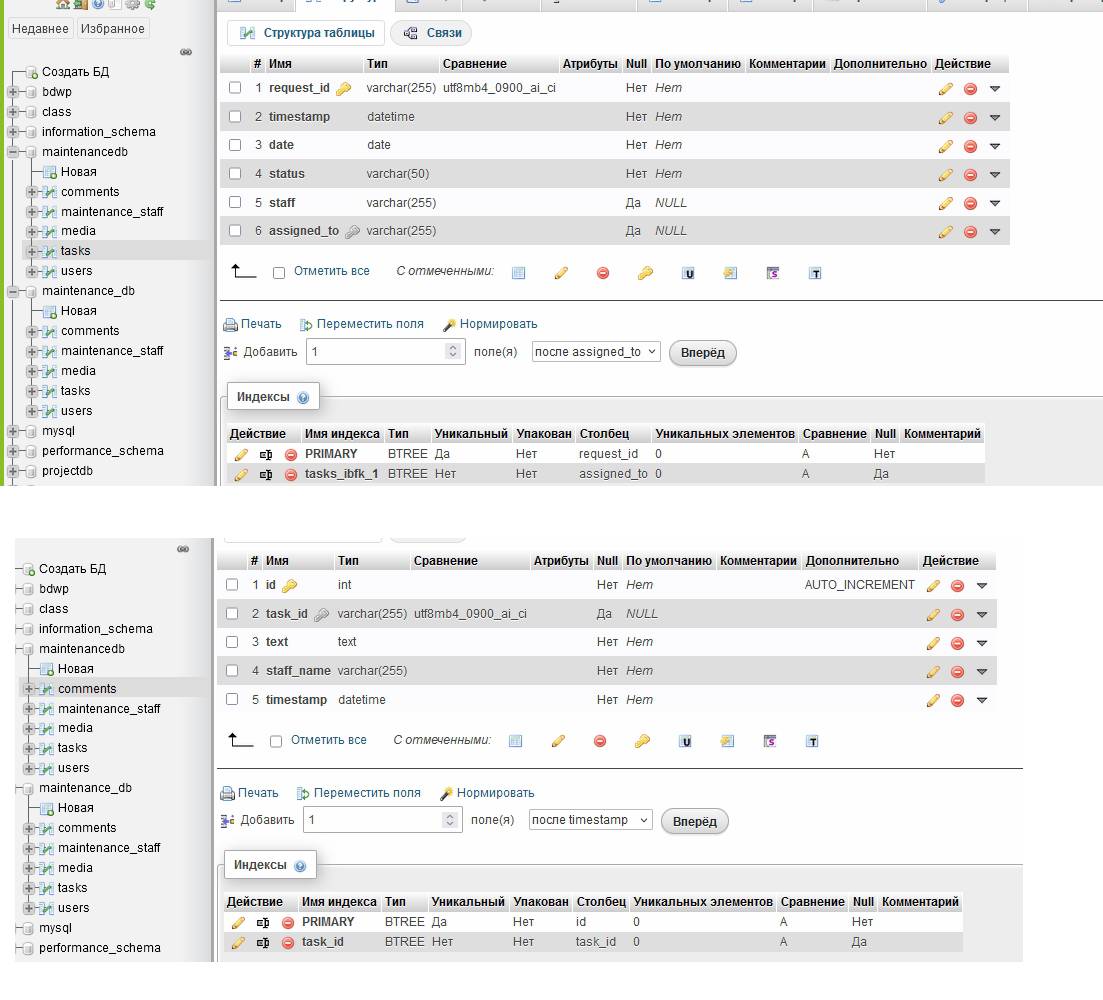 Недавнее Избранное
Создать БД
bdwp
class
information_schema
maintenancedb
Новая
comments
maintenance_staff
media
tasks
users
maintenance_db
Новая
comments
maintenance_staff
media
tasks
users
mysql
performance_schema
projectdb
Структура таблицы Связи
# Имя Тип Сравнение Атрибуты Null По умолчанию Комментарии Дополнительно Действие
1 request_id varchar(255) utf8mb4_0900_ai_ci Нет Нет
2 timestamp datetime Нет Нет
3 date date Нет Нет
4 status varchar(50) Нет Нет
5 staff varchar(255) Да NULL
6 assigned_to varchar(255) Да NULL
Отметить все С отмеченными:
Печать Переместить поля Нормировать
Добавить 1 поле(я) после assigned_to Вперёд
Индексы
Действие Имя индекса Тип Уникальный Упакован Столбец Уникальных элементов Сравнение Null Комментарий
PRIMARY BTREE Да Нет request_id 0 A Нет
tasks_ibfk_1 BTREE Нет Нет assigned_to 0 A Да
Создать БД
bdwp
class
information_schema
maintenancedb
Новая
comments
maintenance_staff
media
tasks
users
maintenance_db
Новая
comments
maintenance_staff
media
tasks
users
mysql
performance_schema
# Имя Тип Сравнение Атрибуты Null По умолчанию Комментарии Дополнительно Действие
1 id int Нет Нет AUTO_INCREMENT
2 task_id varchar(255) utf8mb4_0900_ai_ci Да NULL
3 text text Нет Нет
4 staff_name varchar(255) Нет Нет
5 timestamp datetime Нет Нет
Отметить все С отмеченными:
Печать Переместить поля Нормировать
Добавить 1 поле(я) после timestamp Вперёд
Индексы
Действие Имя индекса Тип Уникальный Упакован Столбец Уникальных элементов Сравнение Null Комментарий
PRIMARY BTREE Да Нет id 0 A Нет
task_id BTREE Нет Нет task_id 0 A Да